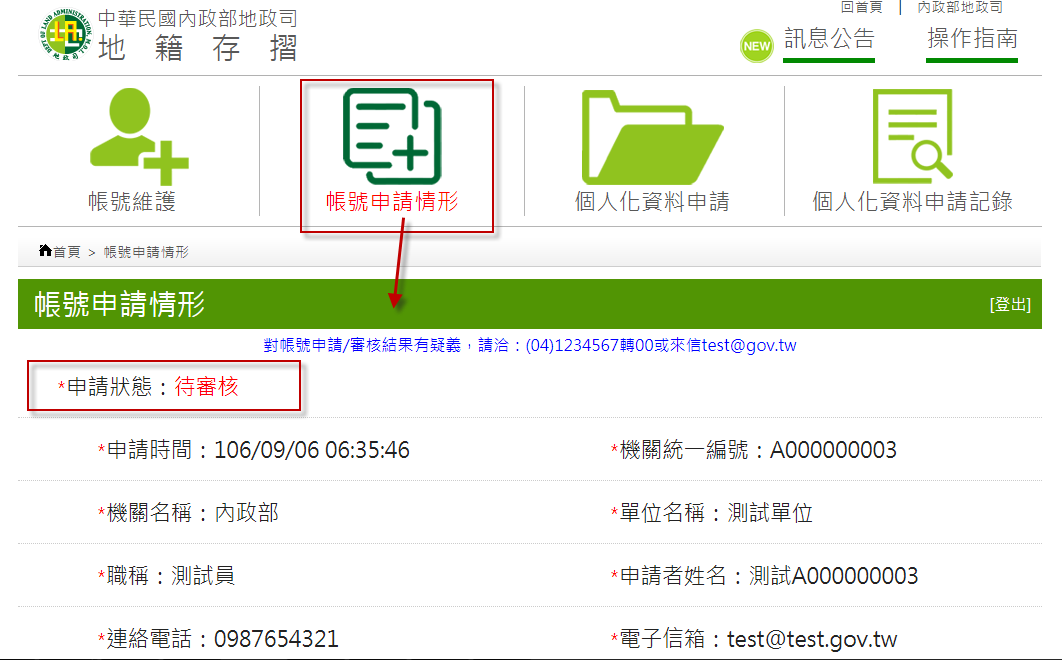 回首頁 | 內政部地政司
中華民國內政部地政司
地籍存摺
NEW 訊息公告 操作指南
帳號維護 帳號申請情形 個人化資料申請 個人化資料申請記錄
首頁 > 帳號申請情形
帳號申請情形 [登出]
對帳號申請/審核結果有疑義，請洽：(04)1234567轉00或來信test@gov.tw
*申請狀態：待審核
*申請時間：106/09/06 06:35:46 *機關統一編號：A000000003
*機關名稱：內政部 *單位名稱：測試單位
*職稱：測試員 *申請者姓名：測試A000000003
*連絡電話：0987654321 *電子信箱：test@test.gov.tw